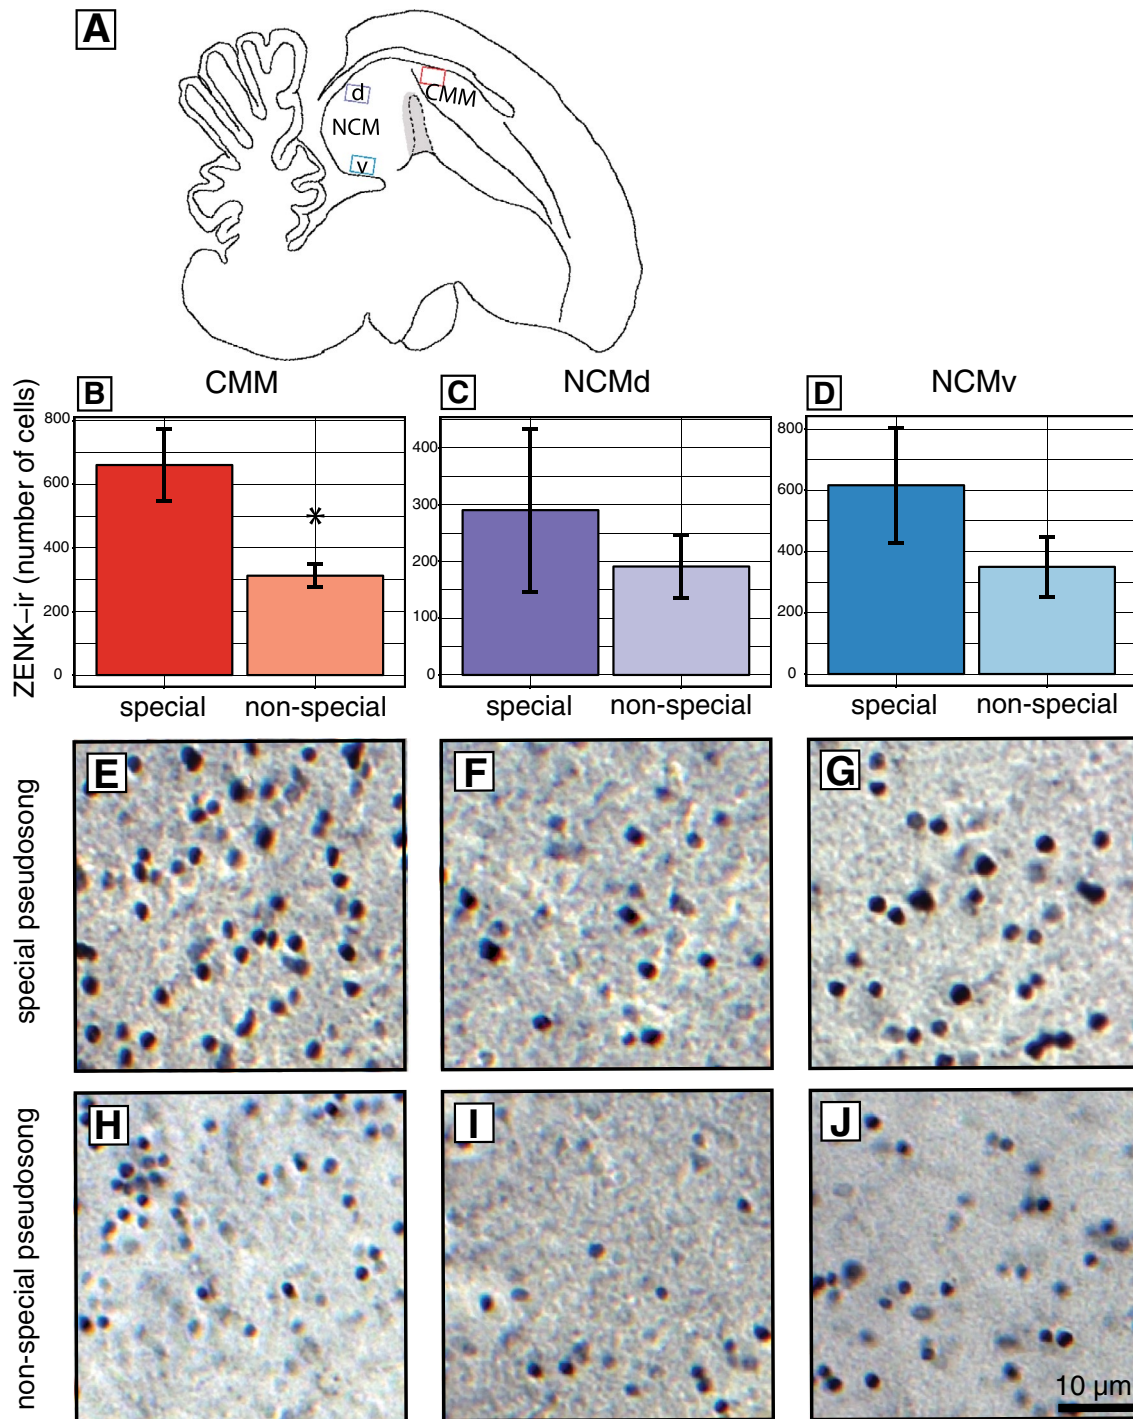 A
d
CMM
NCM
v
B CMM
C NCMd
D NCMv
ZENK–ir (number of cells)
800
600
400
200
0
*
special non-special
400
300
200
100
0
special non-special
800
600
400
200
0
special non-special
special pseudosong
E
F
G
non-special pseudosong
H
I
J
10 µm